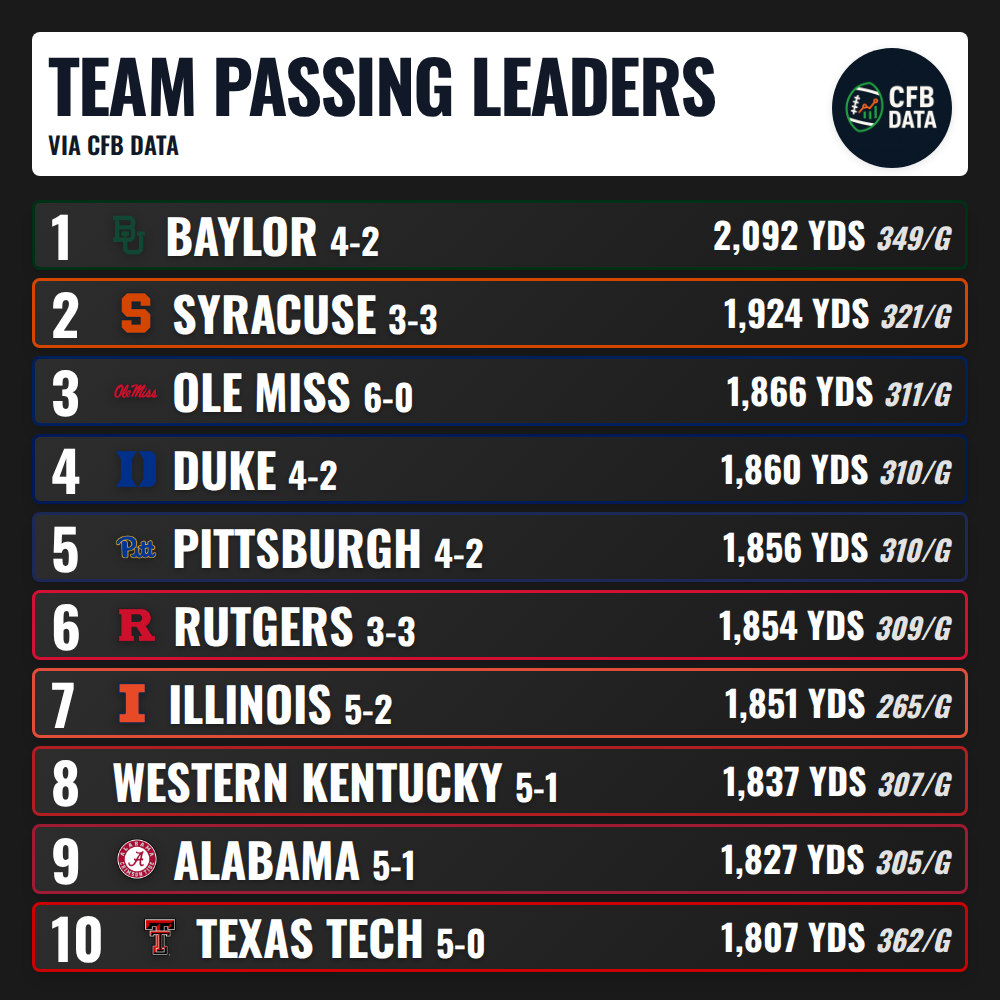 TEAM PASSING LEADERS
VIA CFB DATA
CFB
DATA
1 BU BAYLOR 4-2 2,092 YDS 349/G
2 S SYRACUSE 3-3 1,924 YDS 321/G
3 Ole Miss OLE MISS 6-0 1,866 YDS 311/G
4 D DUKE 4-2 1,860 YDS 310/G
5 Pitt PITTSBURGH 4-2 1,856 YDS 310/G
6 R RUTGERS 3-3 1,854 YDS 309/G
7 I ILLINOIS 5-2 1,851 YDS 265/G
8 WESTERN KENTUCKY 5-1 1,837 YDS 307/G
9 ALABAMA A CRIMSON TIDE ALABAMA 5-1 1,827 YDS 305/G
10 TT TEXAS TECH 5-0 1,807 YDS 362/G